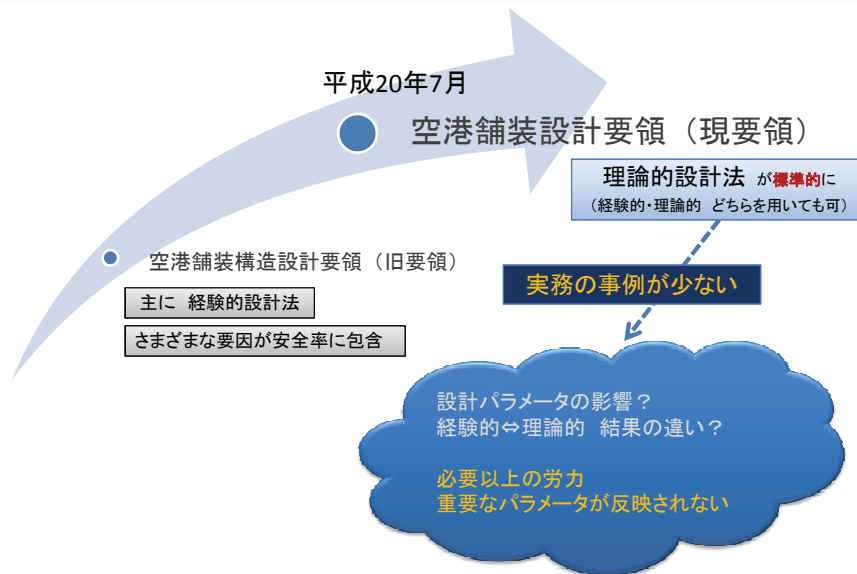 平成20年7月
空港舗装設計要領（現要領）
理論的設計法 が標準的に
（経験的・理論的 どちらを用いても可）
空港舗装構造設計要領（旧要領）
主に 経験的設計法
さまざまな要因が安全率に包含
実務の事例が少ない
設計パラメータの影響？
経験的⇔理論的 結果の違い？
必要以上の労力
重要なパラメータが反映されない